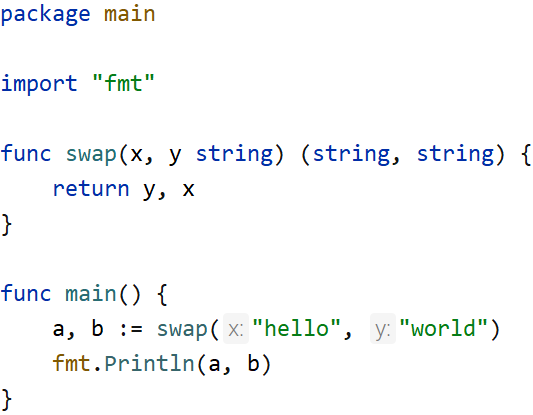 package main

import "fmt"

func swap(x, y string) (string, string) {
    return y, x
}

func main() {
    a, b := swap(x: "hello", y: "world")
    fmt.Println(a, b)
}